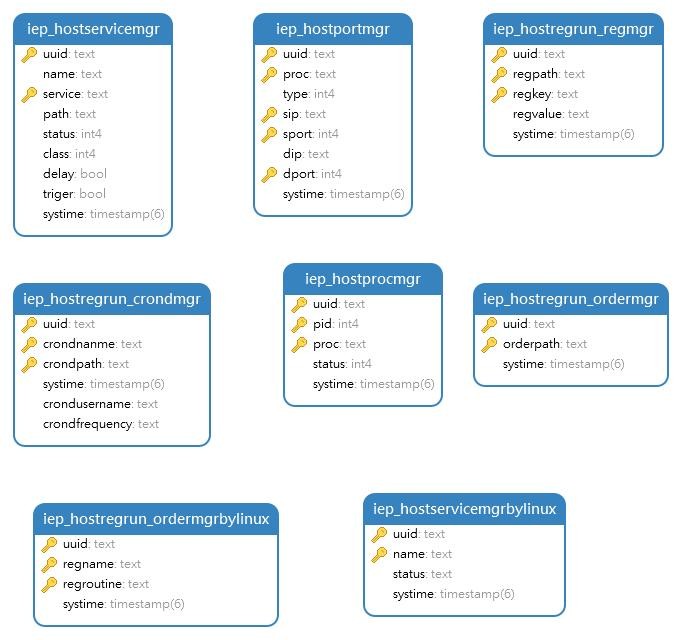 iep_hostservicemgr
uuid: text
name: text
service: text
path: text
status: int4
class: int4
delay: bool
triger: bool
systime: timestamp(6)
iep_hostportmgr
uuid: text
proc: text
type: int4
sip: text
sport: int4
dip: text
dport: int4
systime: timestamp(6)
iep_hostregrun_regmgr
uuid: text
regpath: text
regkey: text
regvalue: text
systime: timestamp(6)
iep_hostregrun_crondmgr
uuid: text
crondnanme: text
crondpath: text
systime: timestamp(6)
crondusername: text
crondfrequency: text
iep_hostprocmgr
uuid: text
pid: int4
proc: text
status: int4
systime: timestamp(6)
iep_hostregrun_ordermgr
uuid: text
orderpath: text
systime: timestamp(6)
iep_hostregrun_ordermgrbylinux
uuid: text
regname: text
regroutine: text
systime: timestamp(6)
iep_hostservicemgrbylinux
uuid: text
name: text
status: text
systime: timestamp(6)